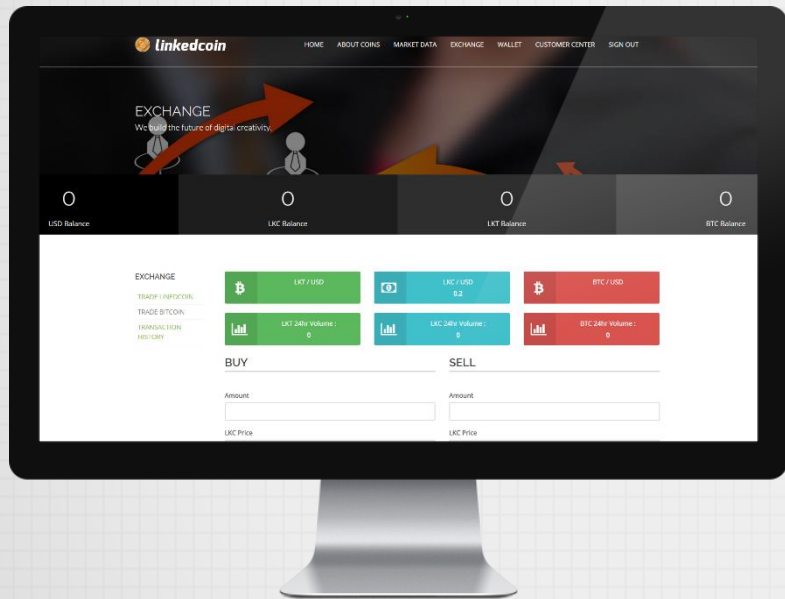 linkedcoin
HOME ABOUT COINS MARKET DATA EXCHANGE WALLET CUSTOMER CENTER SIGN OUT
EXCHANGE
We build the future of digital creativity.
0 0 0 0
USD Balance LKC Balance LKT Balance BTC Balance
EXCHANGE
TRADE LINEDCOIN
TRADE BITCOIN
TRANSACTION
HISTORY
LKT / USD
LKC / USD
0.2
BTC / USD
LKT 24hr Volume :
0
LKC 24hr Volume :
0
BTC 24hr Volume :
0
BUY SELL
Amount Amount
LKC Price LKC Price